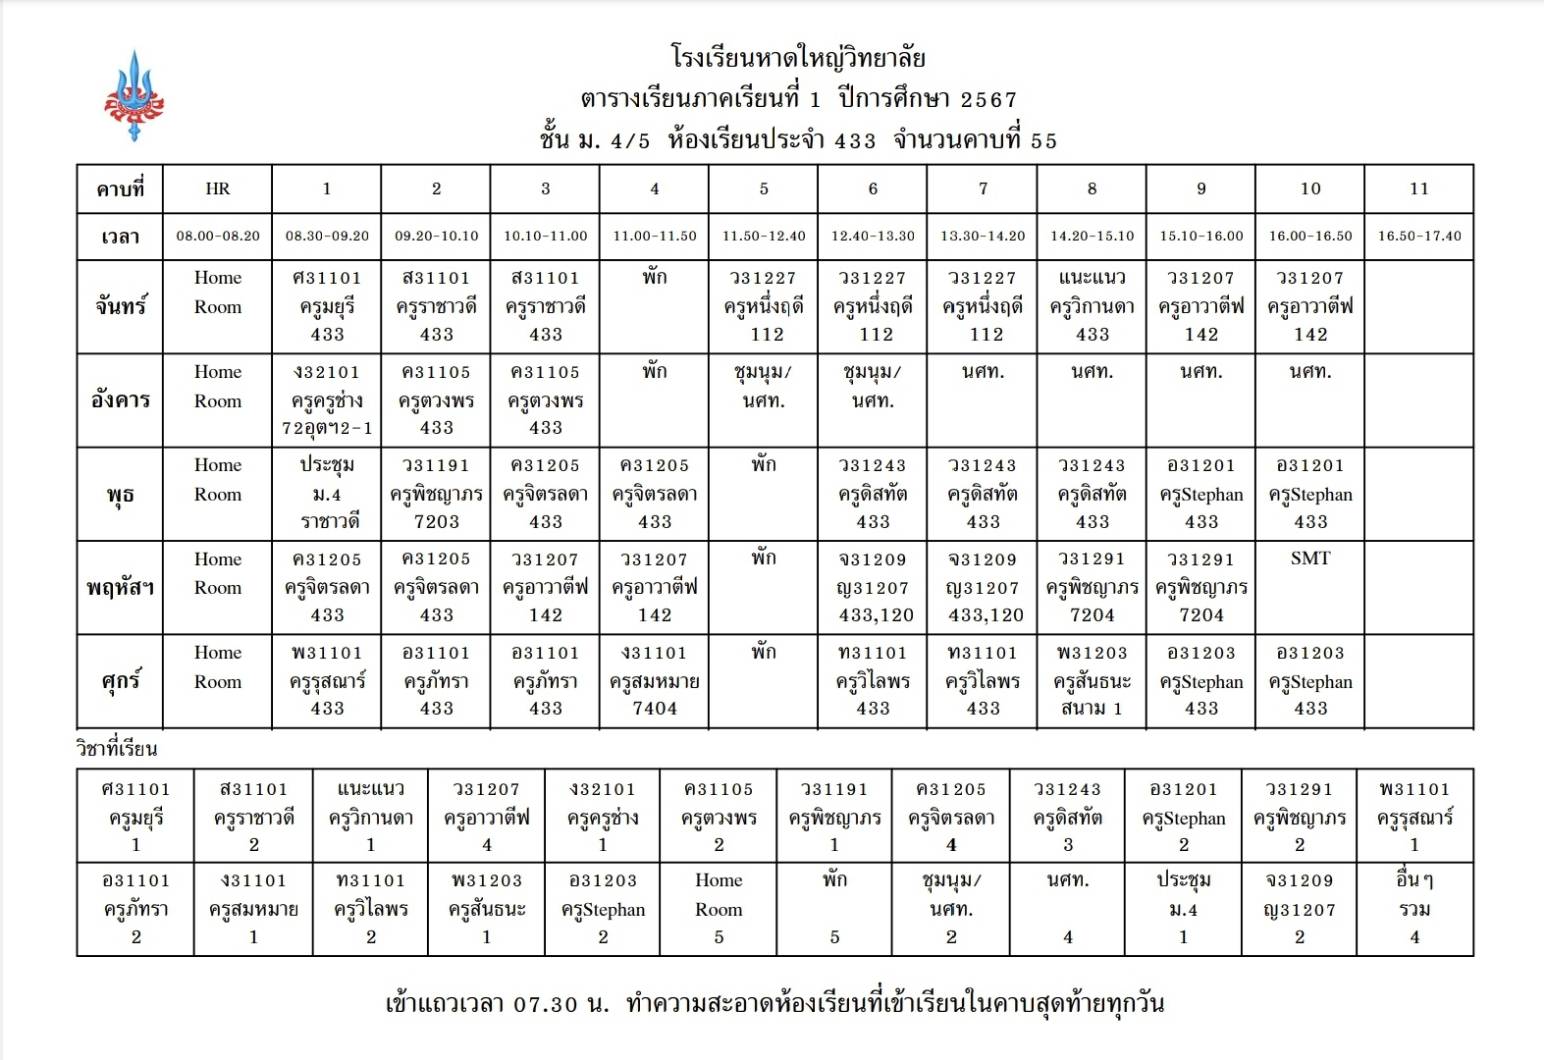 โรงเรียนหาดใหญ่วิทยาลัย
ตารางเรียนภาคเรียนที่ 1 ปีการศึกษา 2567
ชั้น ม. 4/5 ห้องเรียนประจำ 433 จำนวนคาบที่ 55
คาบที่ HR 1 2 3 4 5 6 7 8 9 10 11
เวลา 08.00-08.20 08.30-09.20 09.20-10.10 10.10-11.00 11.00-11.50 11.50-12.40 12.40-13.30 13.30-14.20 14.20-15.10 15.10-16.00 16.00-16.50 16.50-17.40
Home ศ31101 ส31101 ส31101 พัก ว31227 ว31227 ว31227 แนะแนว ว31207 ว31207
จันทร์ Room ครูมยุรี ครูราชาวดี ครูราชาวดี ครูหนึ่งฤดี ครูหนึ่งฤดี ครูหนึ่งฤดี ครูวิกานดา ครูอาวาตีฟ ครูอาวาตีฟ
433 433 433 112 112 112 433 142 142
Home ง32101 ค31105 ค31105 พัก ชุมนุม/ ชุมนุม/ นศท. นศท. นศท. นศท.
อังคาร Room ครูครูช่าง ครูตวงพร ครูตวงพร นศท. นศท.
72อุตฯ2-1 433 433
Home ประชุม ว31191 ค31205 ค31205 พัก ว31243 ว31243 ว31243 อ31201 อ31201
พุธ Room ม.4 ครูพิชญาภร ครูจิตรลดา ครูจิตรลดา ครูดิสทัต ครูดิสทัต ครูดิสทัต ครูStephan ครูStephan
ราชาวดี 7203 433 433 433 433 433 433 433
Home ค31205 ค31205 ว31207 ว31207 พัก จ31209 จ31209 ว31291 ว31291 SMT
พฤหัสฯ Room ครูจิตรลดา ครูจิตรลดา ครูอาวาตีฟ ครูอาวาตีฟ ญ31207 ญ31207 ครูพิชญาภร ครูพิชญาภร
433 433 142 142 433,120 433,120 7204 7204
Home พ31101 อ31101 อ31101 ง31101 พัก ท31101 ท31101 พ31203 อ31203 อ31203
ศุกร์ Room ครูรุสณาร์ ครูภัทรา ครูภัทรา ครูสมหมาย ครูวิไลพร ครูวิไลพร ครูสันธนะ ครูStephan ครูStephan
433 433 433 7404 433 433 สนาม 1 433 433
วิชาที่เรียน
ศ31101 ส31101 แนะแนว ว31207 ง32101 ค31105 ว31191 ค31205 ว31243 อ31201 ว31291 พ31101
ครูมยุรี ครูราชาวดี ครูวิกานดา ครูอาวาตีฟ ครูครูช่าง ครูตวงพร ครูพิชญาภร ครูจิตรลดา ครูดิสทัต ครูStephan ครูพิชญาภร ครูรุสณาร์
1 2 1 4 1 2 1 4 3 2 2 1
อ31101 ง31101 ท31101 พ31203 อ31203 Home พัก ชุมนุม/ นศท. ประชุม จ31209 อื่นๆ
ครูภัทรา ครูสมหมาย ครูวิไลพร ครูสันธนะ ครูStephan Room นศท. ม.4 ญ31207 รวม
2 1 2 1 2 5 5 2 4 1 2 4
เข้าแถวเวลา 07.30 น. ทำความสะอาดห้องเรียนที่เข้าเรียนในคาบสุดท้ายทุกวัน